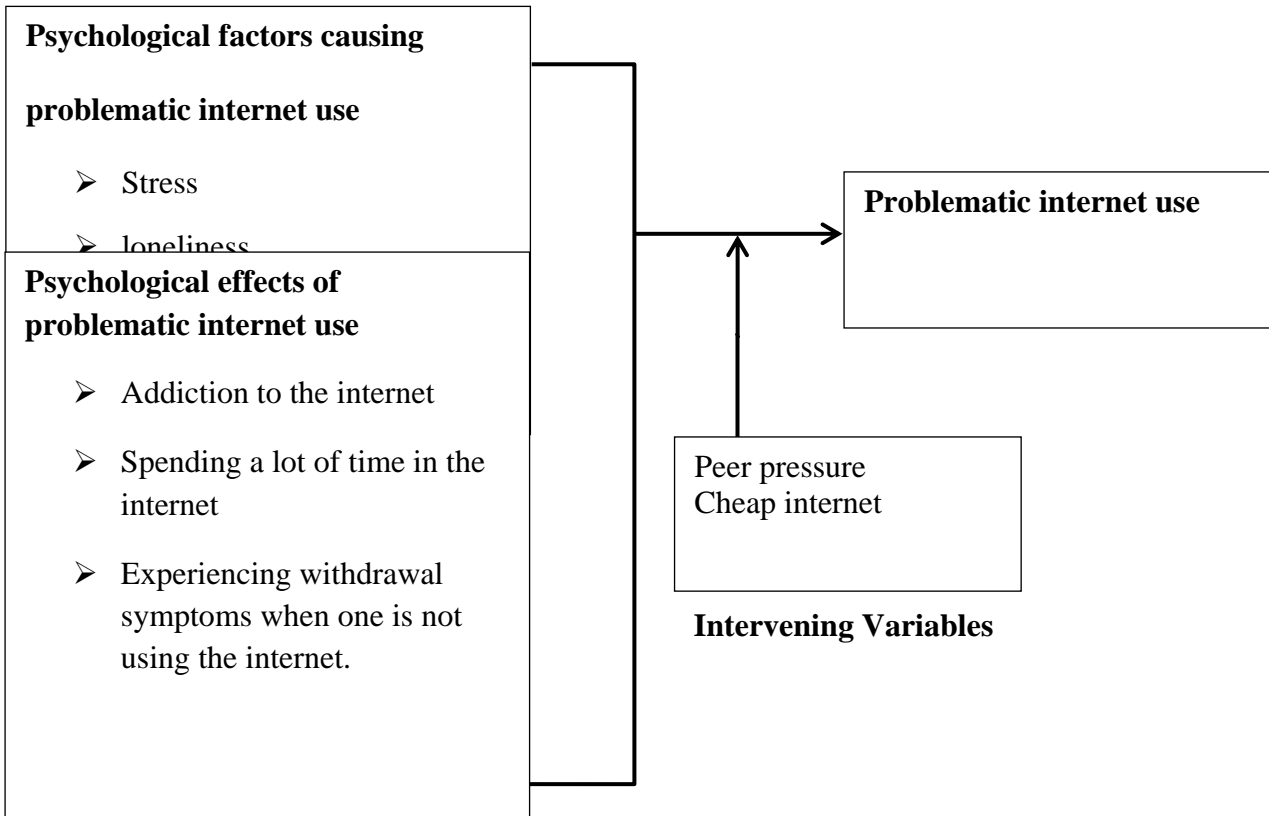 Psychological factors causing
problematic internet use
➢ Stress
➢ loneliness
Psychological effects of
problematic internet use
➢ Addiction to the internet
➢ Spending a lot of time in the
internet
➢ Experiencing withdrawal
symptoms when one is not
using the internet.
Problematic internet use
Peer pressure
Cheap internet
Intervening Variables